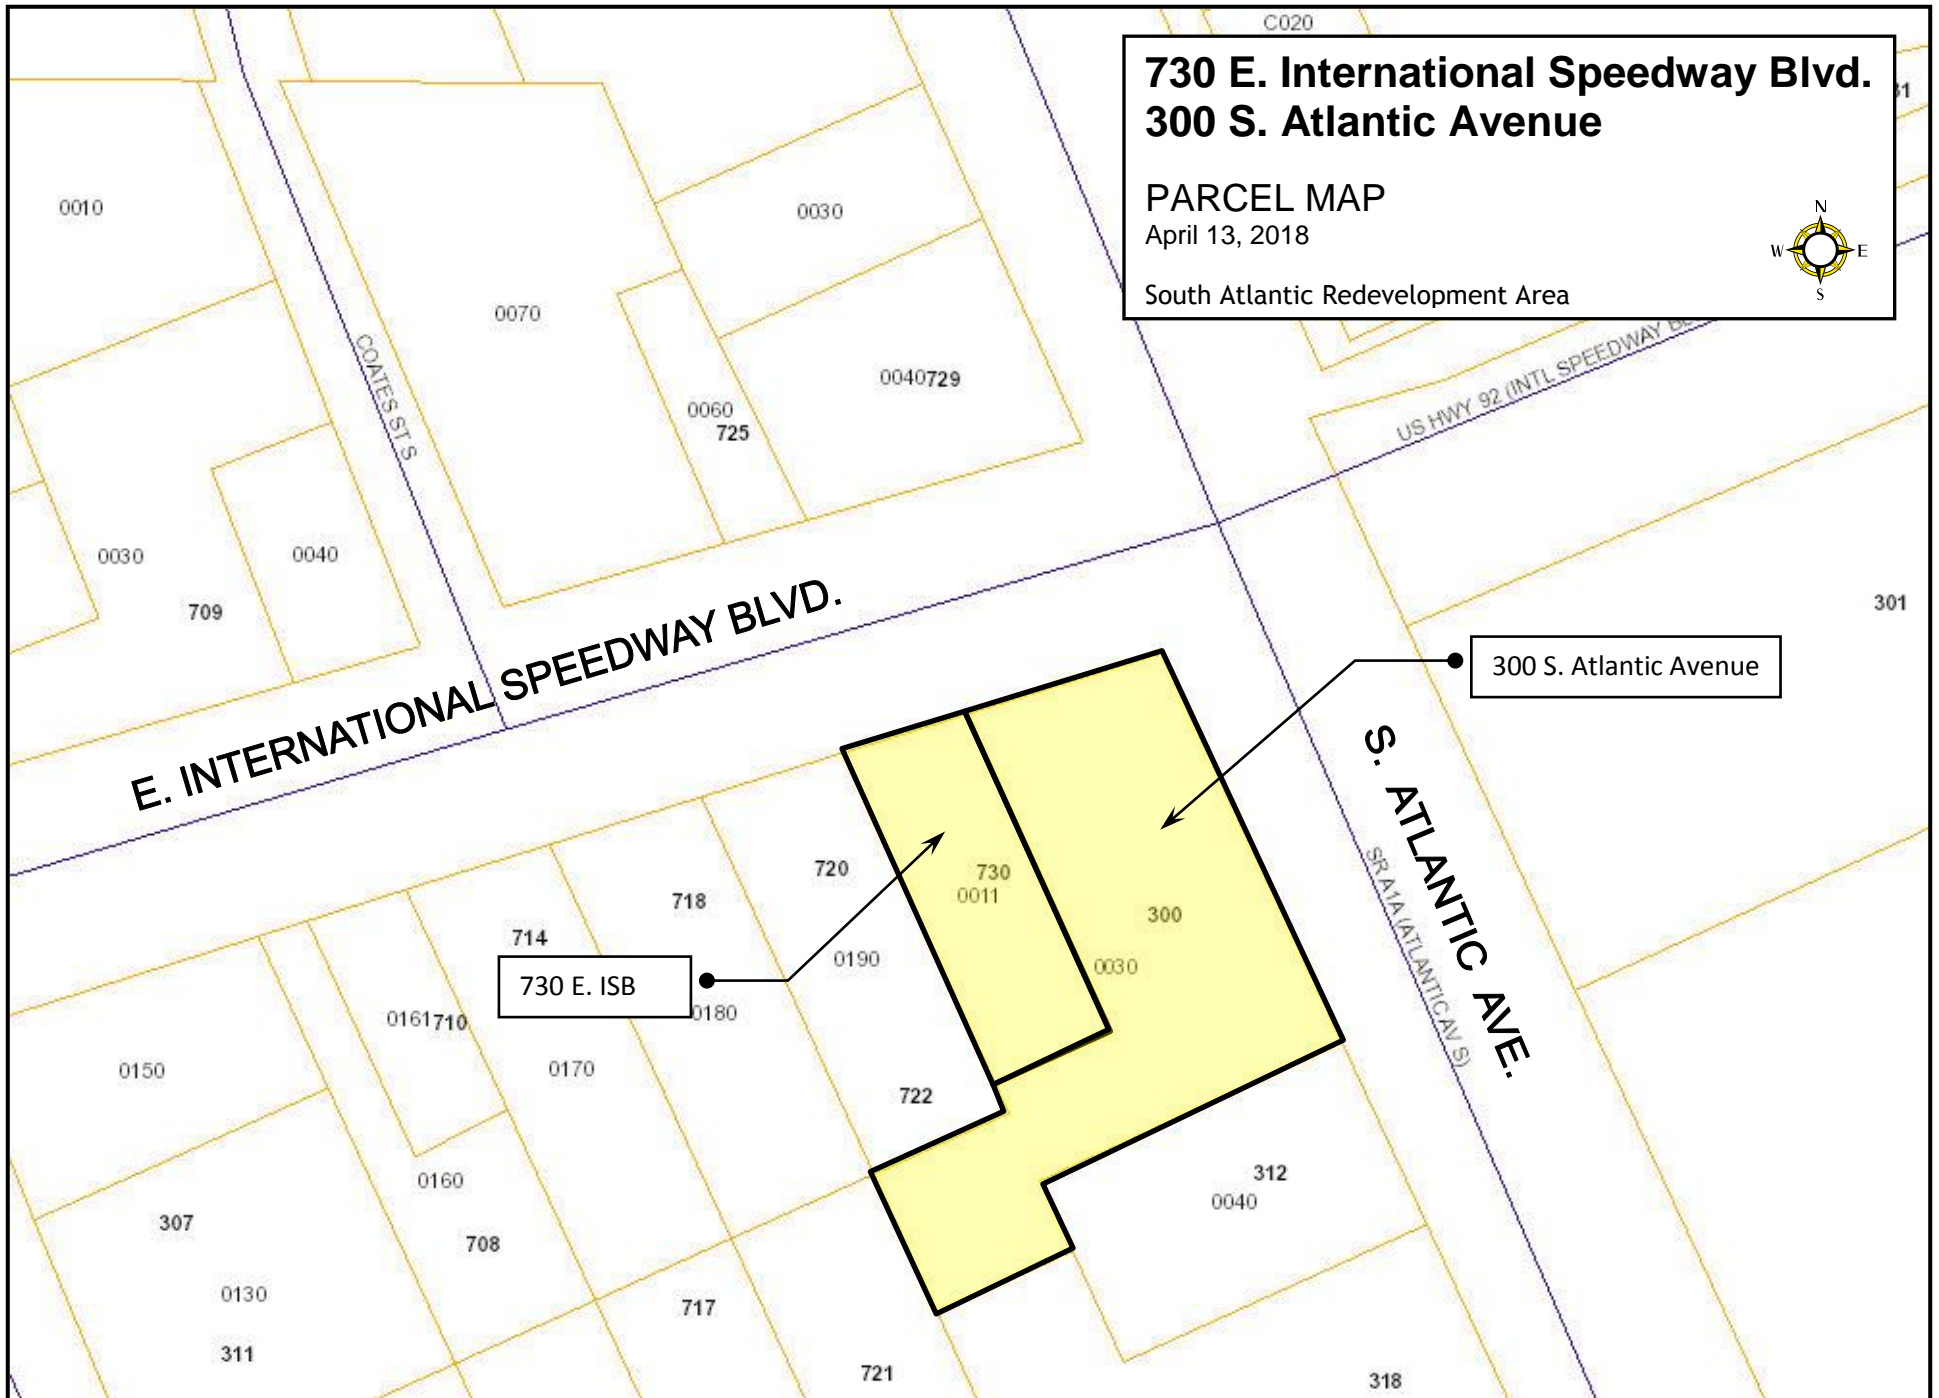 C020
730 E. International Speedway Blvd.
300 S. Atlantic Avenue
31
PARCEL MAP
April 13, 2018
South Atlantic Redevelopment Area
N
W E
S
0010
0030
0070
COATES ST S
0040729
0060
725
US HWY 92 (INTL SPEEDWAY
0030
0040
709
301
E. INTERNATIONAL SPEEDWAY BLVD.
300 S. Atlantic Avenue
S. ATLANTIC AVE.
SR A1A (ATLANTIC AV S)
720
730
0011
718
300
714
0190
0030
730 E. ISB
0161710
0180
0150
0170
722
0160
312
0040
307
708
0130
717
311
721
318